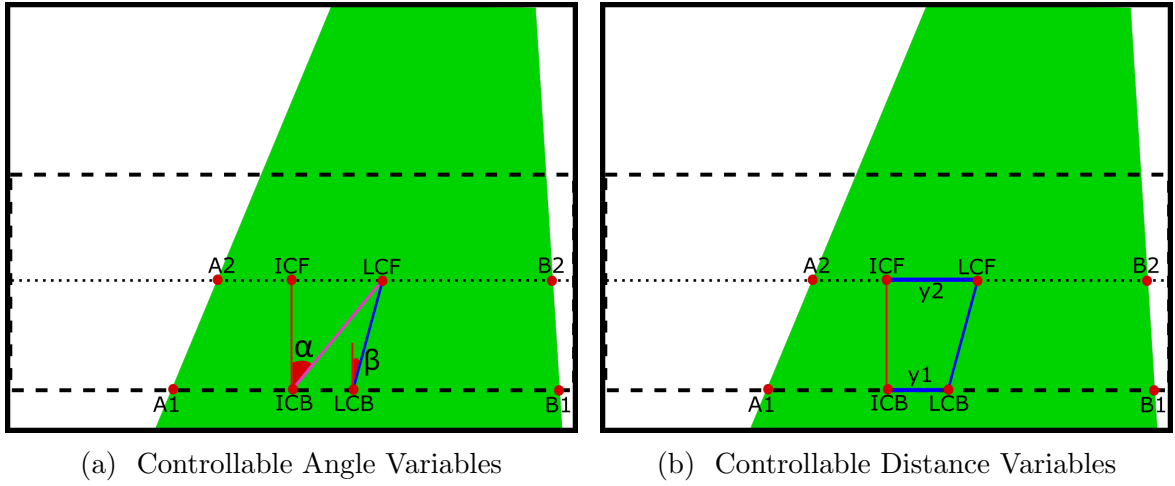 A2 ICF LCF B2
α β
A1 ICB LCB B1
(a) Controllable Angle Variables
A2 ICF LCF B2
y2
y1
A1 ICB LCB B1
(b) Controllable Distance Variables